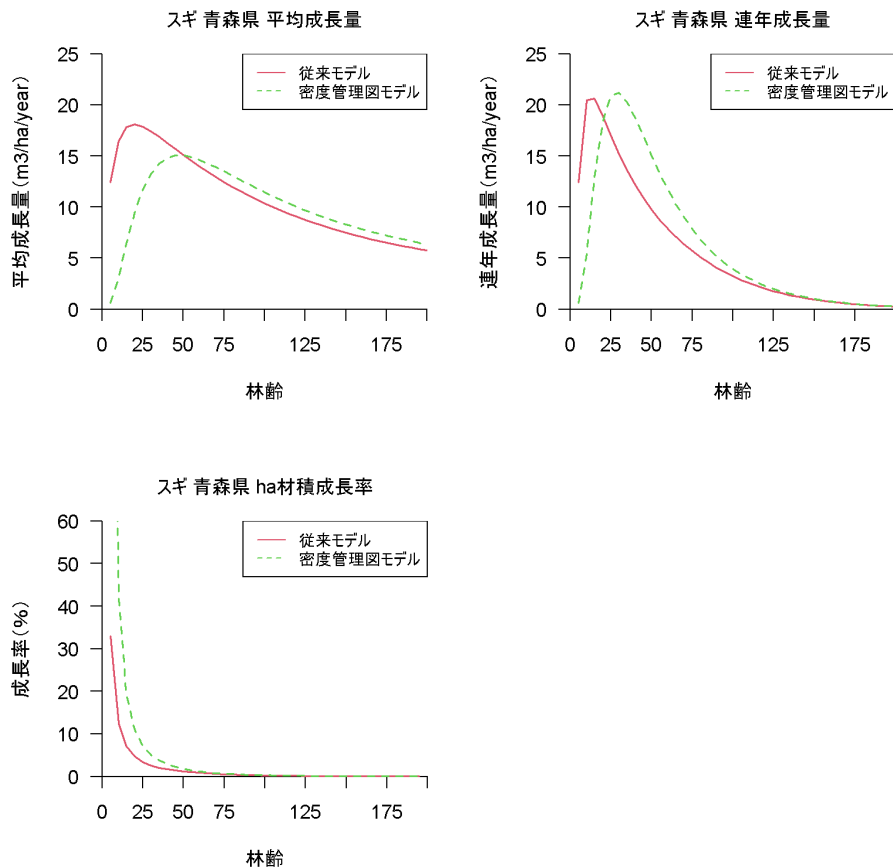 スギ 青森県 平均成長量
平均成長量(m3/ha/year)
25
20
15
10
5
0
従来モデル
密度管理図モデル
0 25 50 75 125 175
林齢
スギ 青森県 連年成長量
連年成長量(m3/ha/year)
25
20
15
10
5
0
従来モデル
密度管理図モデル
0 25 50 75 125 175
林齢
スギ 青森県 ha材積成長率
成長率(%)
60
50
40
30
20
10
0
従来モデル
密度管理図モデル
0 25 50 75 125 175
林齢